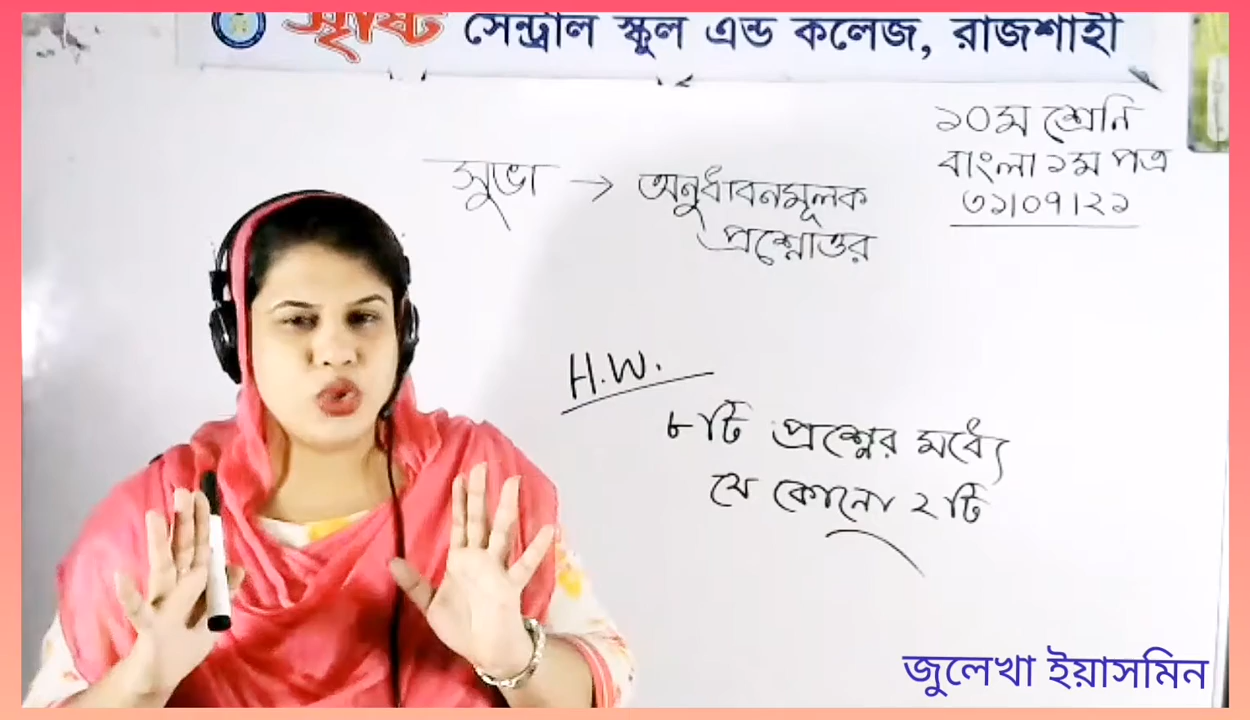 সৃষ্টি সেন্ট্রাল স্কুল এন্ড কলেজ, রাজশাহী
১০ম শ্রেনি
বাংলা ১ম পত্র
৩১/০৭/২১
সুভা → অনুধাবনমূলক
প্রশ্নোত্তর
H.W.
৮টি প্রশ্নের মধ্যে
যে কোনো ২টি
জুলেখা ইয়াসমিন